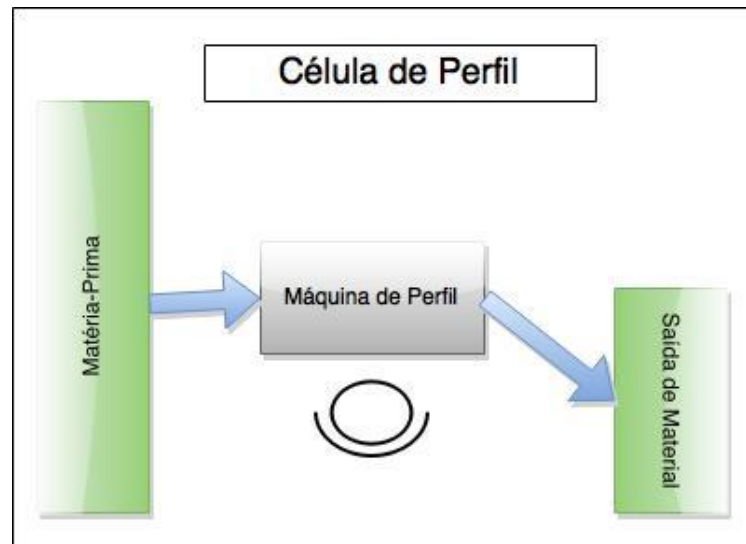 Célula de Perfil
Matéria-Prima
Máquina de Perfil
Saída de Material